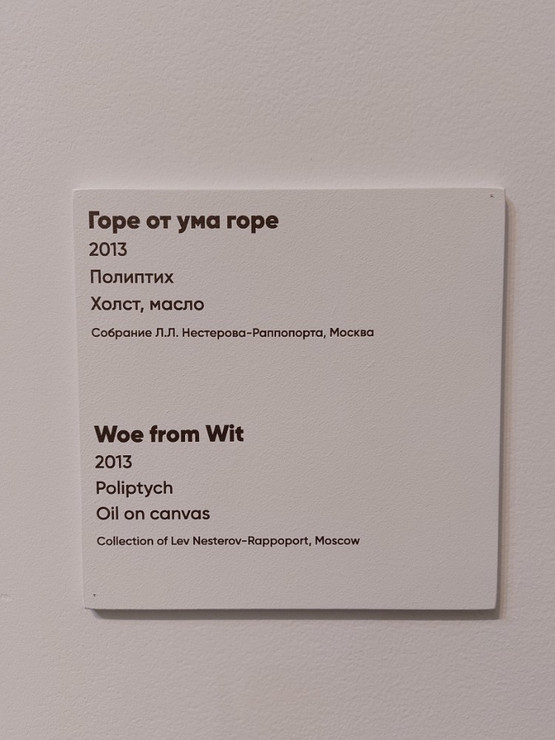 Горе от ума горе
2013
Полиптих
Холст, масло
Собрание Л.Л. Нестерова-Раппопорта, Москва
Woe from Wit
2013
Poliptych
Oil on canvas
Collection of Lev Nesterov-Rappoport, Moscow